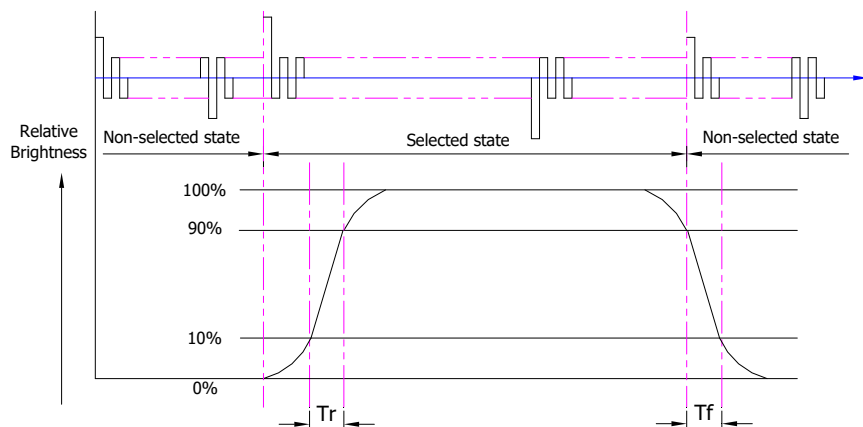 Relative
Brightness
Non-selected state
Selected state
Non-selected state
100%
90%
10%
0%
Tr
Tf